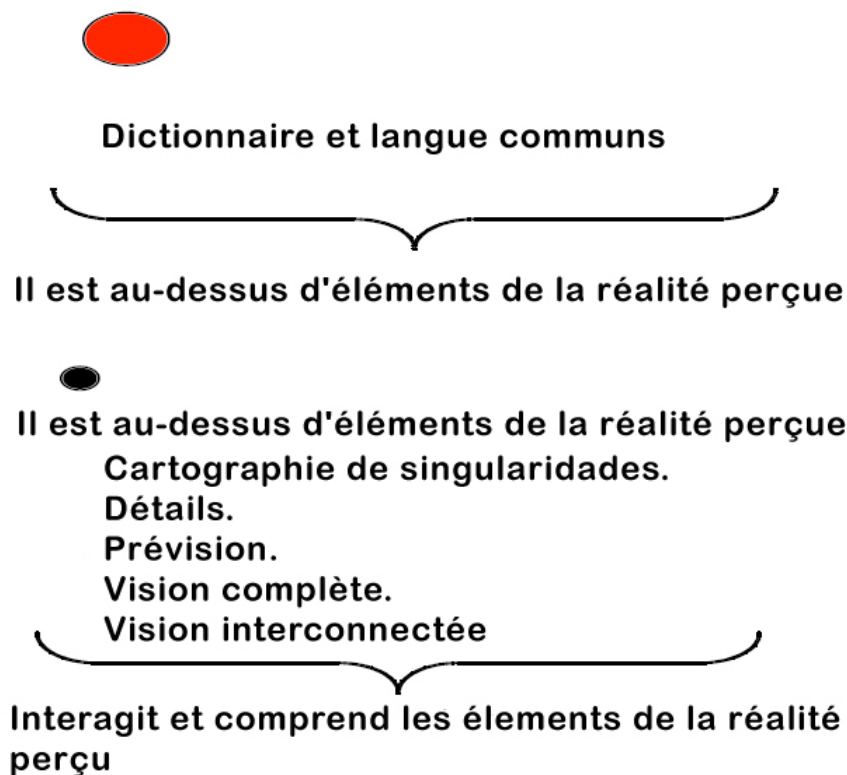 Dictionnaire et langue communs
Il est au-dessus d'éléments de la réalité perçue
Il est au-dessus d'éléments de la réalité perçue
Cartographie de singularidades.
Détails.
Prévision.
Vision complète.
Vision interconnectée
Interagit et comprend les élements de la réalité
perçu